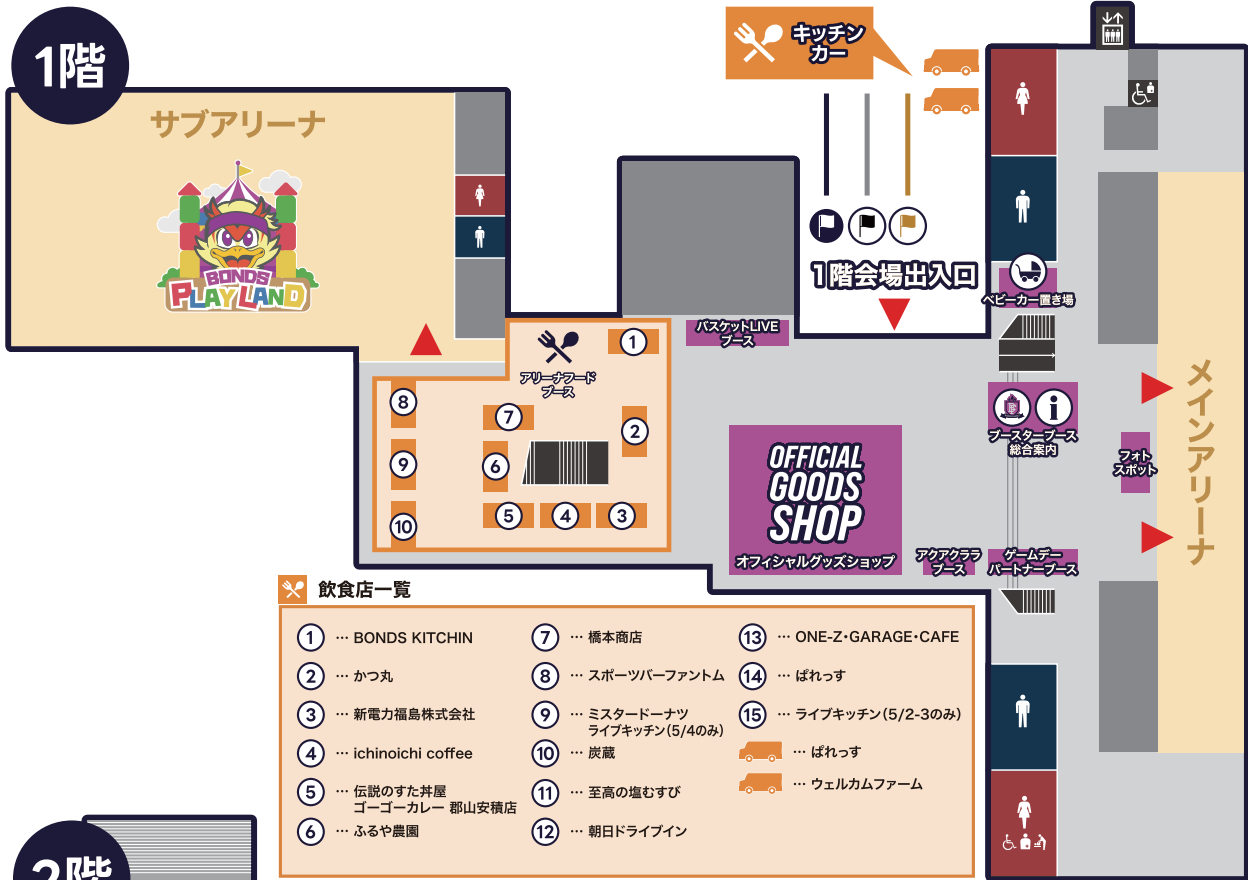 1階
サブアリーナ
BONDS
PLAY LAND
キッチン
カー
1階会場出入口
ベビーカー置き場
バスケットLIVE
ブース
アリーナフード
ブース
1
8
7
2
9
6
5
4
3
10
OFFICIAL
GOODS
SHOP
オフィシャルグッズショップ
ブースターブース
総合案内
フォト
スポット
メインアリーナ
アクアクララ
ブース
ゲームデー
パートナーブース
飲食店一覧
1 … BONDS KITCHIN
2 … かつ丸
3 … 新電力福島株式会社
4 … ichinoichi coffee
5 … 伝説のすた丼屋
ゴーゴーカレー 郡山安積店
6 … ふるや農園
7 … 橋本商店
8 … スポーツバーファントム
9 … ミスタードーナツ
ライブキッチン(5/4のみ)
10 … 炭蔵
11 … 至高の塩むすび
12 … 朝日ドライブイン
13 … ONE-Z・GARAGE・CAFE
14 … ぱれっす
15 … ライブキッチン(5/2-3のみ)
… ぱれっす
… ウェルカムファーム
2階